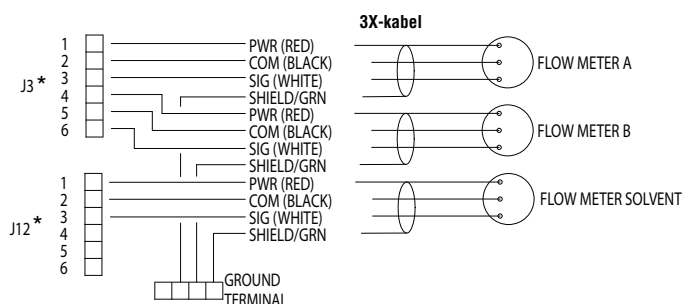 3X-kabel
J3*
1
2
3
4
5
6
PWR (RED)
COM (BLACK)
SIG (WHITE)
SHIELD/GRN
PWR (RED)
COM (BLACK)
SIG (WHITE)
SHIELD/GRN
PWR (RED)
COM (BLACK)
SIG (WHITE)
SHIELD/GRN
FLOW METER A
FLOW METER B
FLOW METER SOLVENT
J12*
1
2
3
4
5
6
GROUND
TERMINAL